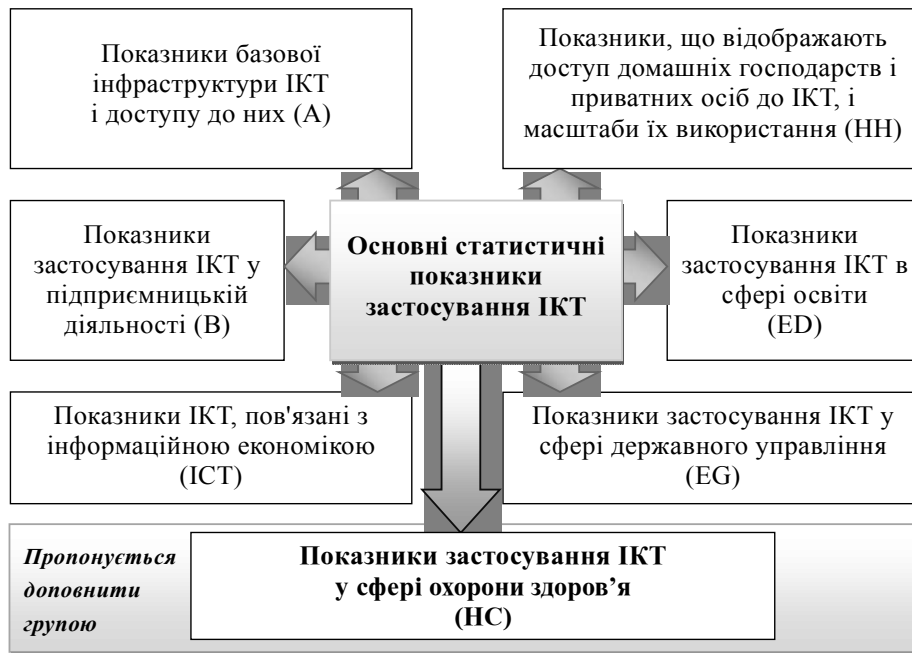 Показники базової
інфраструктури ІКТ
і доступу до них (A)
Показники, що відображають
доступ домашніх господарств і
приватних осіб до ІКТ, і
масштаби їх використання (HH)
Показники
застосування ІКТ у
підприємницькій
діяльності (B)
Основні статистичні
показники
застосування ІКТ
Показники
застосування ІКТ в
сфері освіти
(ED)
Показники ІКТ, пов'язані з
інформаційною економікою
(ICT)
Показники застосування ІКТ у
сфері державного управління
(EG)
Пропонується
доповнити
групою
Показники застосування ІКТ
у сфері охорони здоров’я
(HC)